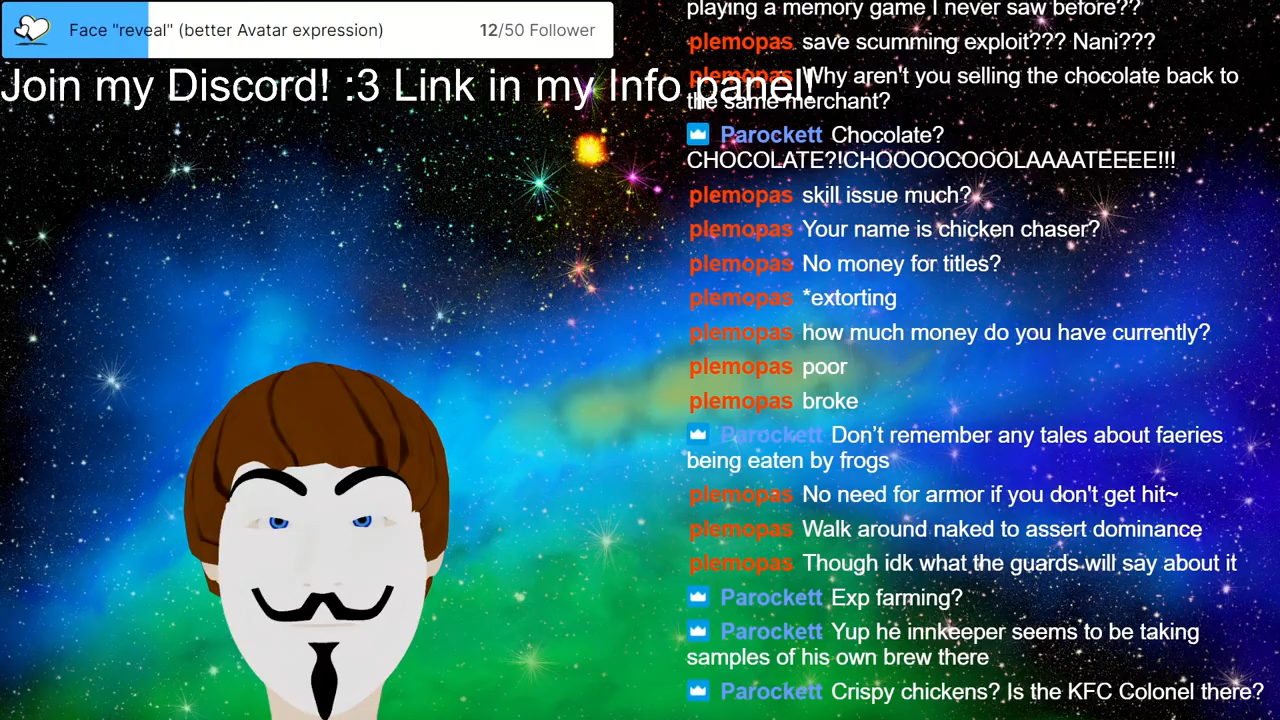 Face "reveal" (better Avatar expression) 12/50 Follower
Join my Discord! :3 Link in my Info panel!
playing a memory game I never saw before??
plemopas save scumming exploit??? Nani???
plemopas Why aren't you selling the chocolate back to
the same merchant?
Parockett Chocolate?
CHOCOLATE?!CHOOOOCOOOLAAAATEEEE!!!
plemopas skill issue much?
plemopas Your name is chicken chaser?
plemopas No money for titles?
plemopas *extorting
plemopas how much money do you have currently?
plemopas poor
plemopas broke
Parockett Don’t remember any tales about faeries
being eaten by frogs
plemopas No need for armor if you don't get hit~
plemopas Walk around naked to assert dominance
plemopas Though idk what the guards will say about it
Parockett Exp farming?
Parockett Yup he innkeeper seems to be taking
samples of his own brew there
Parockett Crispy chickens? Is the KFC Colonel there?